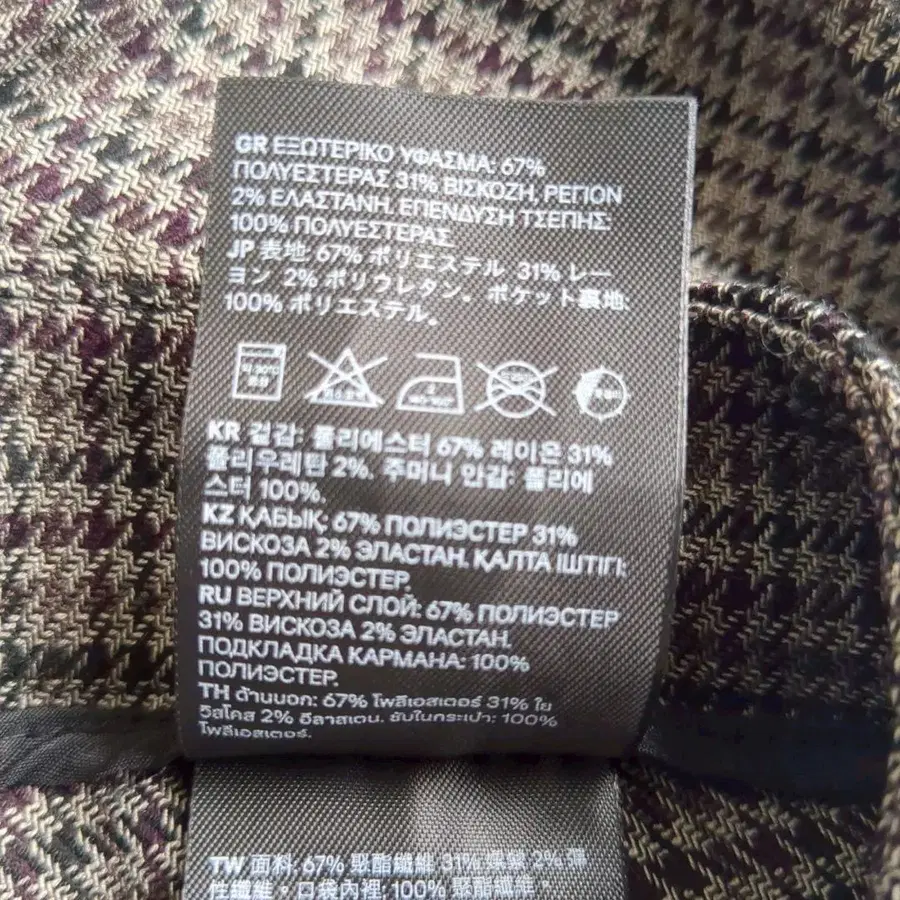 GR ΕΞΩΤΕΡΙΚΟ ΥΦΑΣΜΑ: 67%
ΠΟΛΥΕΣΤΕΡΑΣ 31% ΒΙΣΚΟΖΗ, ΡΕΓΙΟΝ
2% ΕΛΑΣΤΑΝΗ. ΕΠΕΝΔΥΣΗ ΤΣΕΠΗΣ:
100% ΠΟΛΥΕΣΤΕΡΑΣ.
JP 表地: 67% ポリエステル 31% レー
ヨン 2% ポリウレタン。ポケット裏地:
100% ポリエステル。
KR 겉감: 폴리에스터 67% 레이온 31%
폴리우레탄 2%. 주머니 안감: 폴리에
스터 100%.
KZ ҚАБЫҚ: 67% ПОЛИЭСТЕР 31%
ВИСКОЗА 2% ЭЛАСТАН. ҚАЛТА ІШТІГІ:
100% ПОЛИЭСТЕР.
RU ВЕРХНИЙ СЛОЙ: 67% ПОЛИЭСТЕР
31% ВИСКОЗА 2% ЭЛАСТАН.
ПОДКЛАДКА КАРМАНА: 100%
ПОЛИЭСТЕР.
TH ด้านนอก: 67% โพลีเอสเตอร์ 31% ใย
วิสโคส 2% อีลาสเตน. ซับในกระเป๋า: 100%
โพลีเอสเตอร์.
TW 面料: 67% 聚酯纖維 31% 嫘縈 2% 彈
性纖維。口袋內裡: 100% 聚酯纖維。